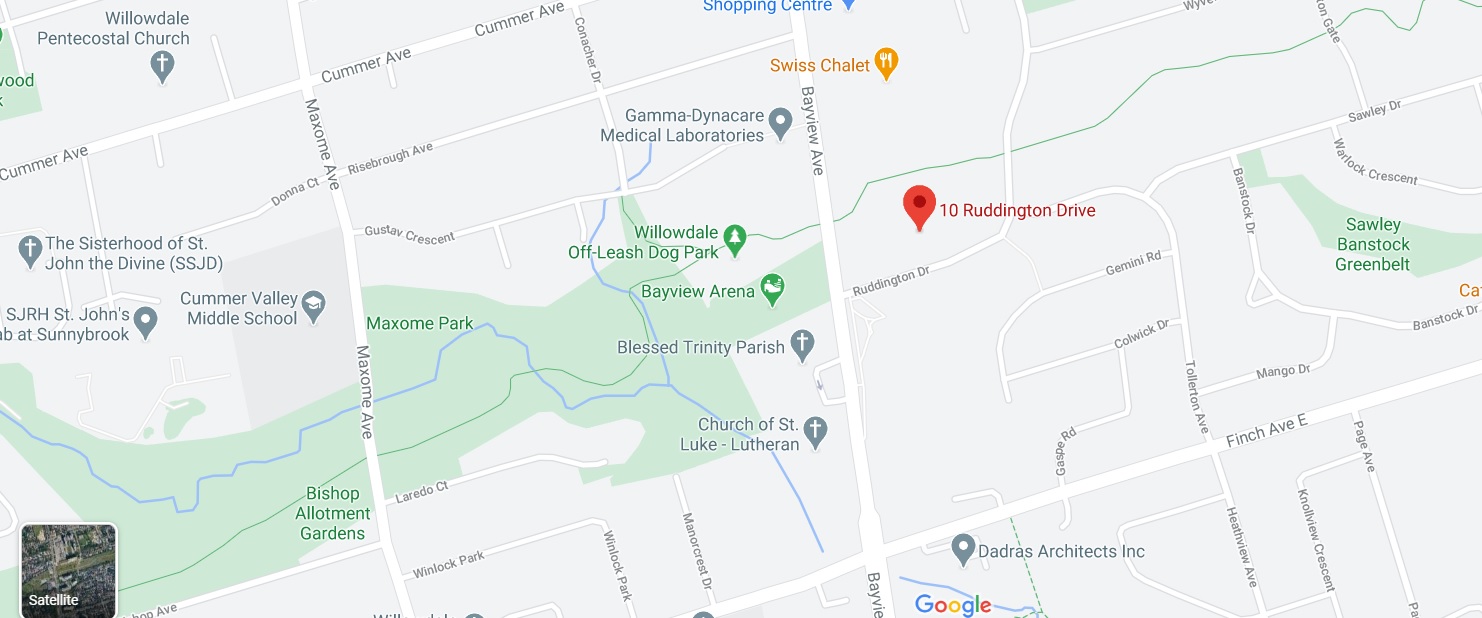 Shopping Centre
Willowdale
Pentecostal Church
Cummer Ave
Cummer Ave
Cummer Ave
Conacher Dr
Swiss Chalet
Bayview Ave
Maxome Ave
Gamma-Dynacare
Medical Laboratories
Risebrough Ave
Donna Ct
Sawley Dr
Warlock Crescent
Banstock Dr
10 Ruddington Drive
Gustav Crescent
Willowdale
Off-Leash Dog Park
The Sisterhood of St.
John the Divine (SSJD)
Sawley
Banstock
Greenbelt
Ruddington Dr
Gemini Rd
Bayview Arena
Cummer Valley
Middle School
SJRH St. John's
at Sunnybrook
Maxome Park
Banstock Dr
Colwick Dr
Blessed Trinity Parish
Maxome Ave
Tollerton Ave
Mango Dr
Church of St.
Luke - Lutheran
Finch Ave E
Page Ave
Laredo Ct
Bishop
Allotment
Gardens
Heathview Ave
Knollview Crescent
Manorcrest Dr
Winlock Park
Winlock Park
Dadras Architects Inc
Satellite
Google